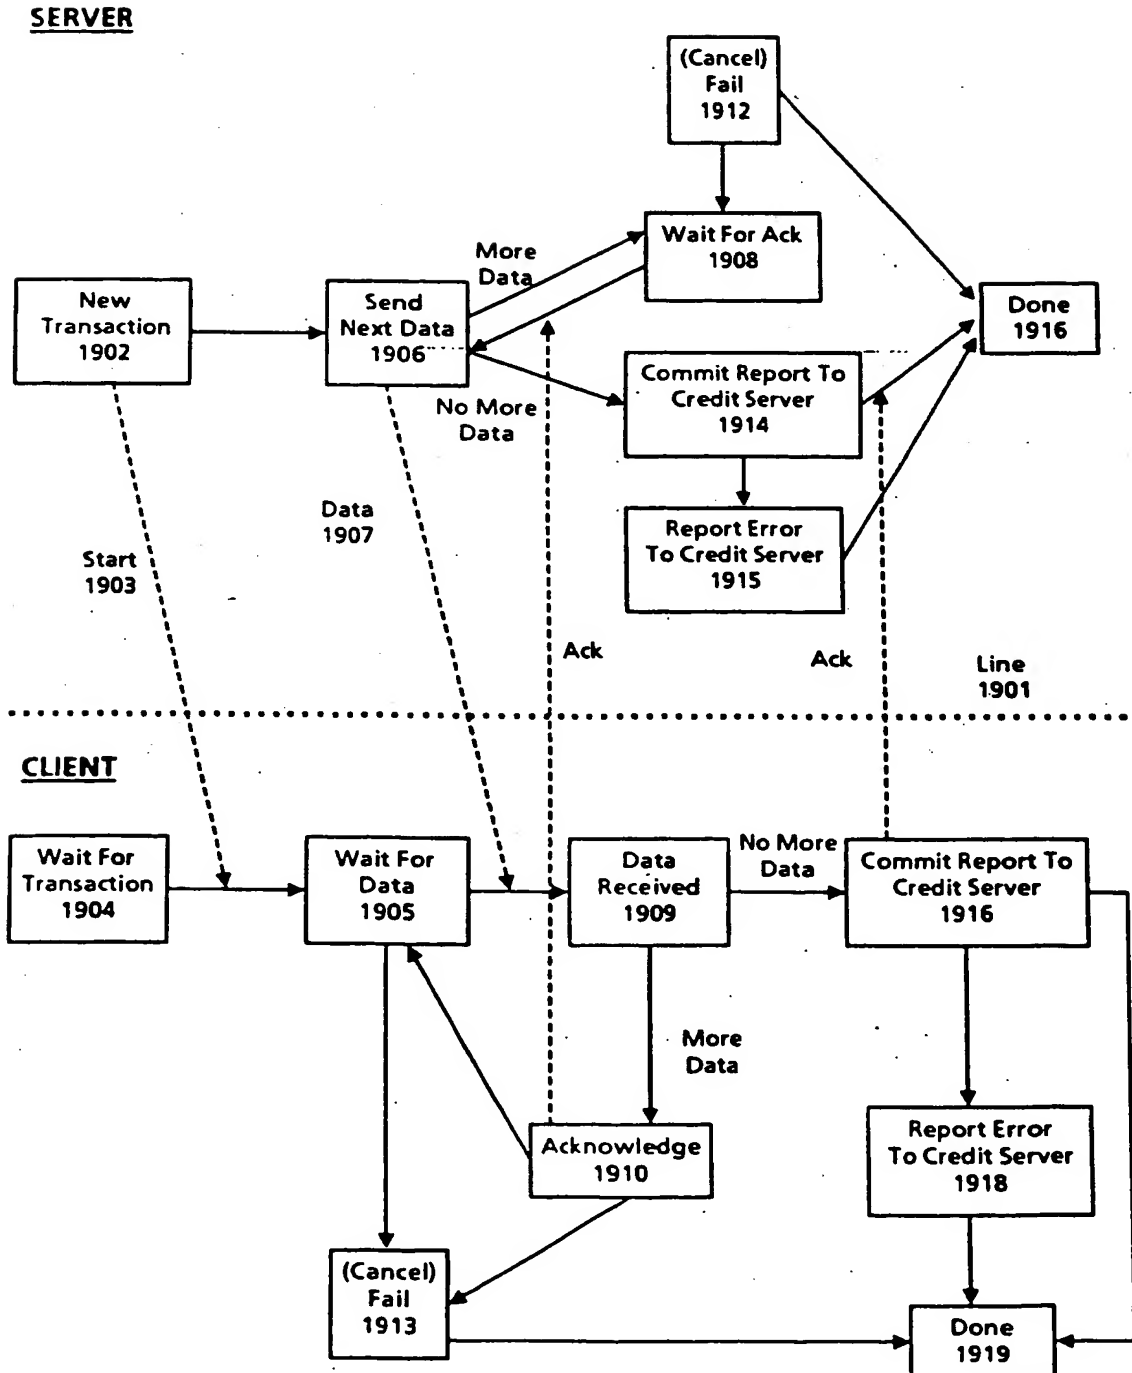 SERVER
(Cancel)
Fail
1912
Wait For Ack
1908
More
Data
New
Transaction
1902
Send
Next Data
1906
Done
1916
Commit Report To
Credit Server
1914
No More
Data
Data
1907
Report Error
To Credit Server
1915
Start
1903
Ack
Ack
Line
1901
CLIENT
Wait For
Transaction
1904
Wait For
Data
1905
Data
Received
1909
No More
Data
Commit Report To
Credit Server
1916
More
Data
Acknowledge
1910
Report Error
To Credit Server
1918
(Cancel)
Fail
1913
Done
1919